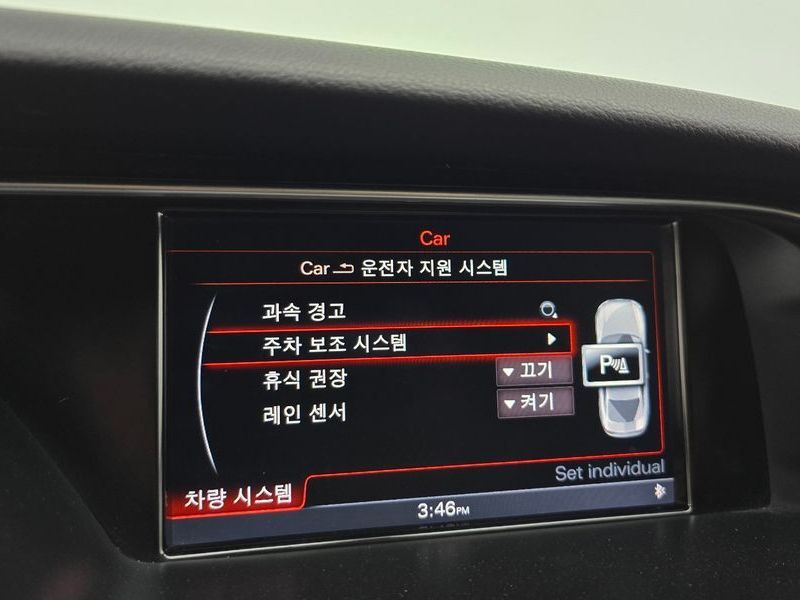 Car
Car 운전자 지원 시스템
과속 경고
주차 보조 시스템
휴식 권장 끄기
레인 센서 켜기
P
Set individual
차량 시스템
3:46PM